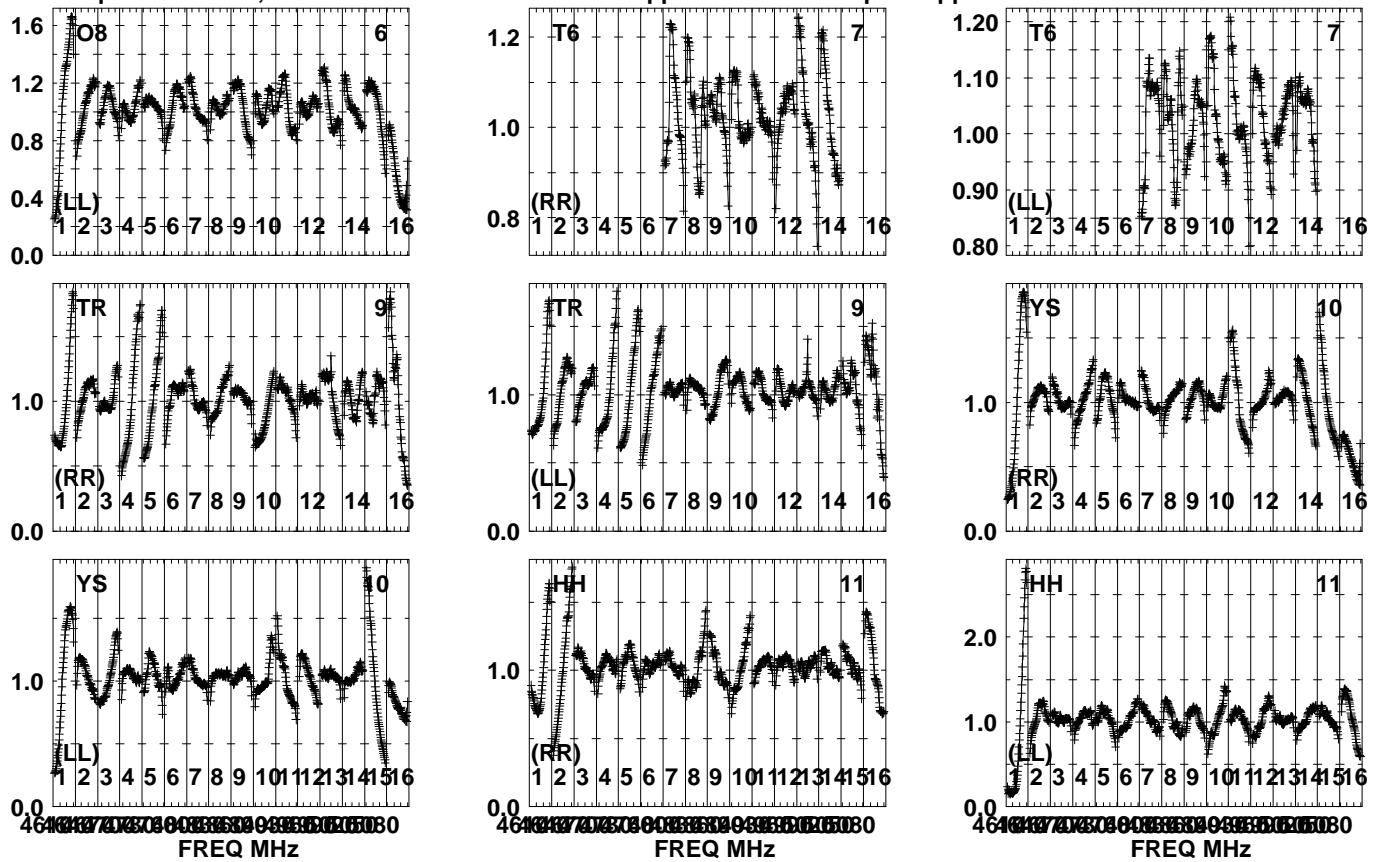 1.6 O8 6
1.2
0.8
0.4 (LL)
1 2 3 4 5 6 7 8 9 10 12 14 16
0.0
T6 7
1.2
1.0
0.8 (RR)
1 2 3 4 5 6 7 8 9 10 12 14 16
1.20 T6 7
1.10
1.00
0.90 (LL)
1 2 3 4 5 6 7 8 9 10 12 14 16
0.80
TR 9
1.0
(RR)
1 2 3 4 5 6 7 8 9 10 12 14 16
0.0
TR 9
1.0
(LL)
1 2 3 4 5 6 7 8 9 10 12 14 16
0.0
YS 10
1.0
(RR)
1 2 3 4 5 6 7 8 9 10 12 14 16
0.0
YS 10
1.0
(LL)
1 2 3 4 5 6 7 8 9 10 11 12 13 14 15 16
0.0
FREQ MHz
HH 11
1.0
(RR)
1 2 3 4 5 6 7 8 9 10 11 12 13 14 15 16
0.0
FREQ MHz
HH 11
2.0
1.0
(LL)
1 2 3 4 5 6 7 8 9 10 11 12 13 14 15 16
0.0
FREQ MHz